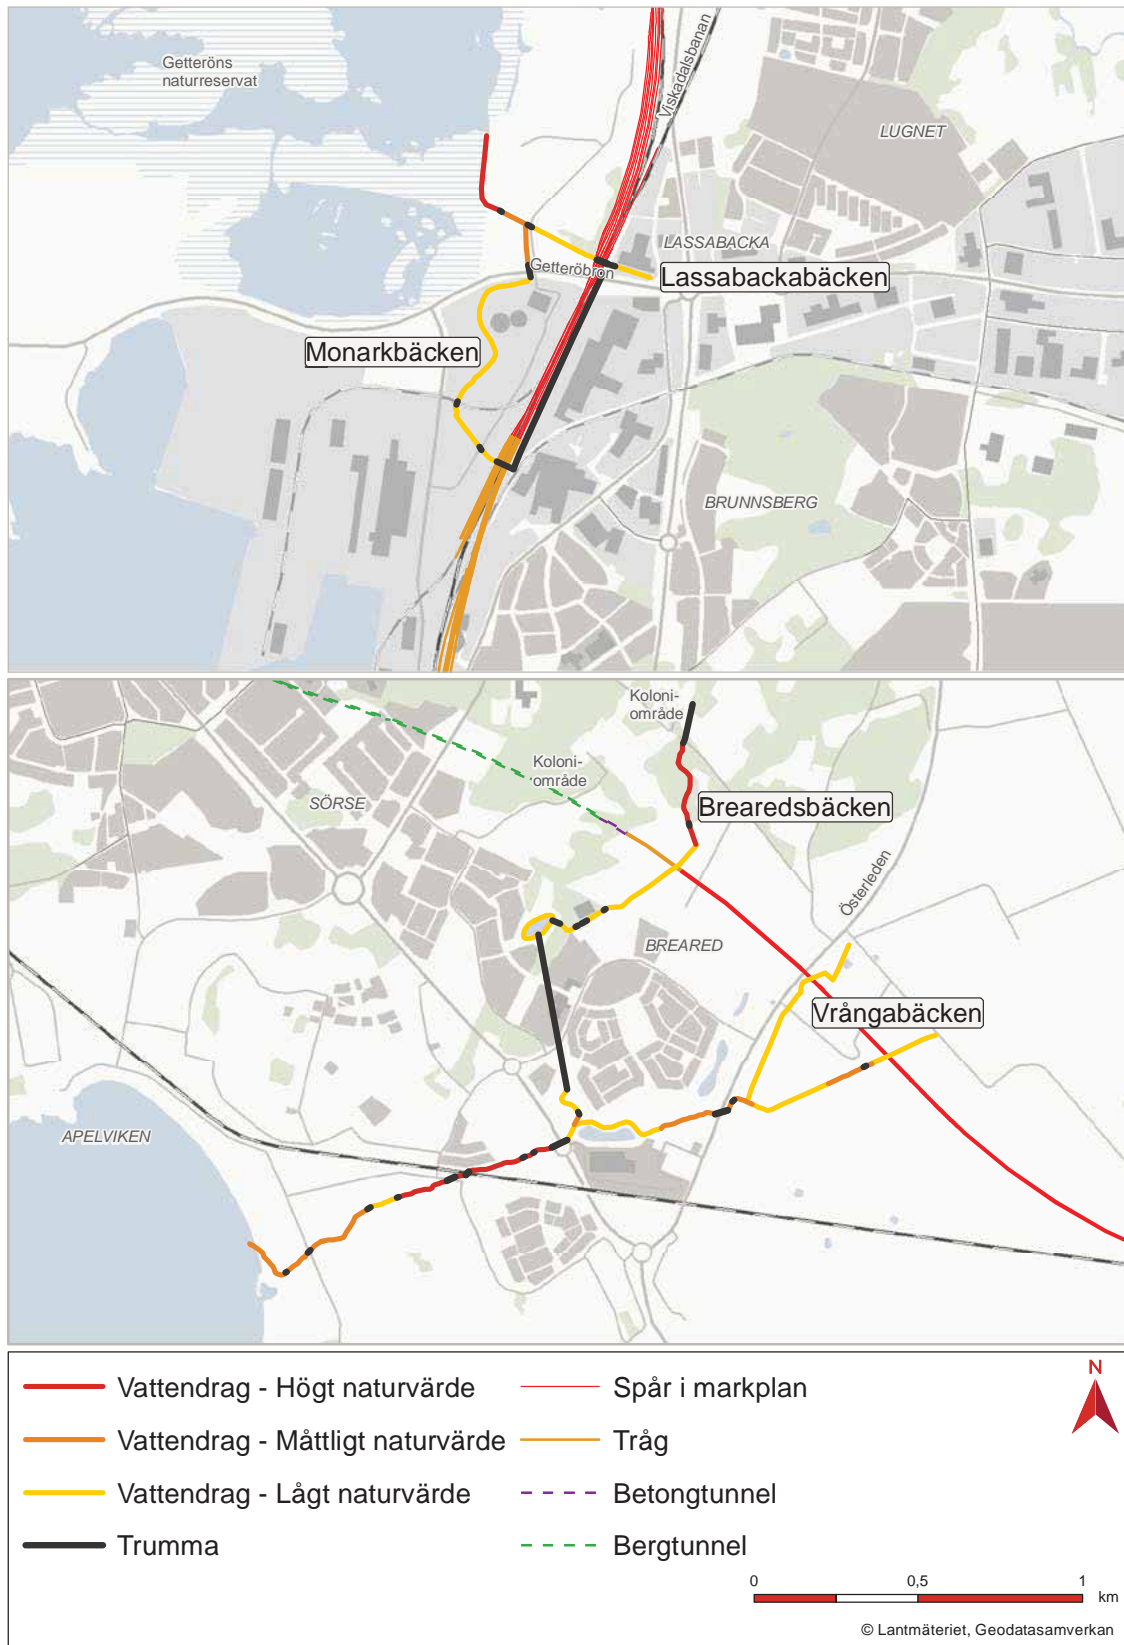 Getteröns
naturreservat
Viskadalsbanan
LUGNET
LASSABACKA
Getteröbron
Lassabackabäcken
Monarkbäcken
BRUNNSBERG
Koloni-
område
Koloni-
område
SÖRSE
Brearedsbäcken
Österleden
BREARED
Vrångabäcken
APELVIKEN
Vattendrag - Högt naturvärde
Vattendrag - Måttligt naturvärde
Vattendrag - Lågt naturvärde
Trumma
Spår i markplan
Tråg
Betongtunnel
Bergtunnel
N
0 0,5 1
km
© Lantmäteriet, Geodatasamverkan